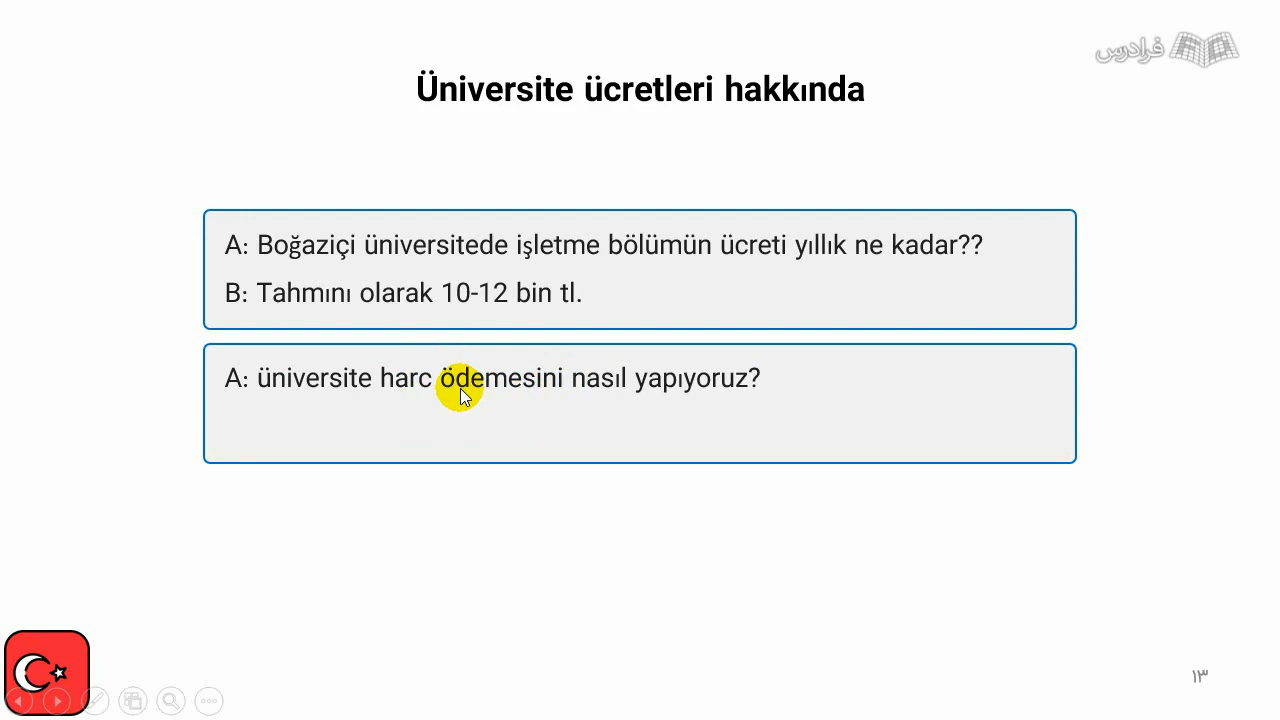 فرادرس
Üniversite ücretleri hakkında
A: Boğaziçi üniversitede işletme bölümün ücreti yıllık ne kadar??
B: Tahmını olarak 10-12 bin tl.
A: üniversite harc ödemesini nasıl yapıyoruz?
۱۳